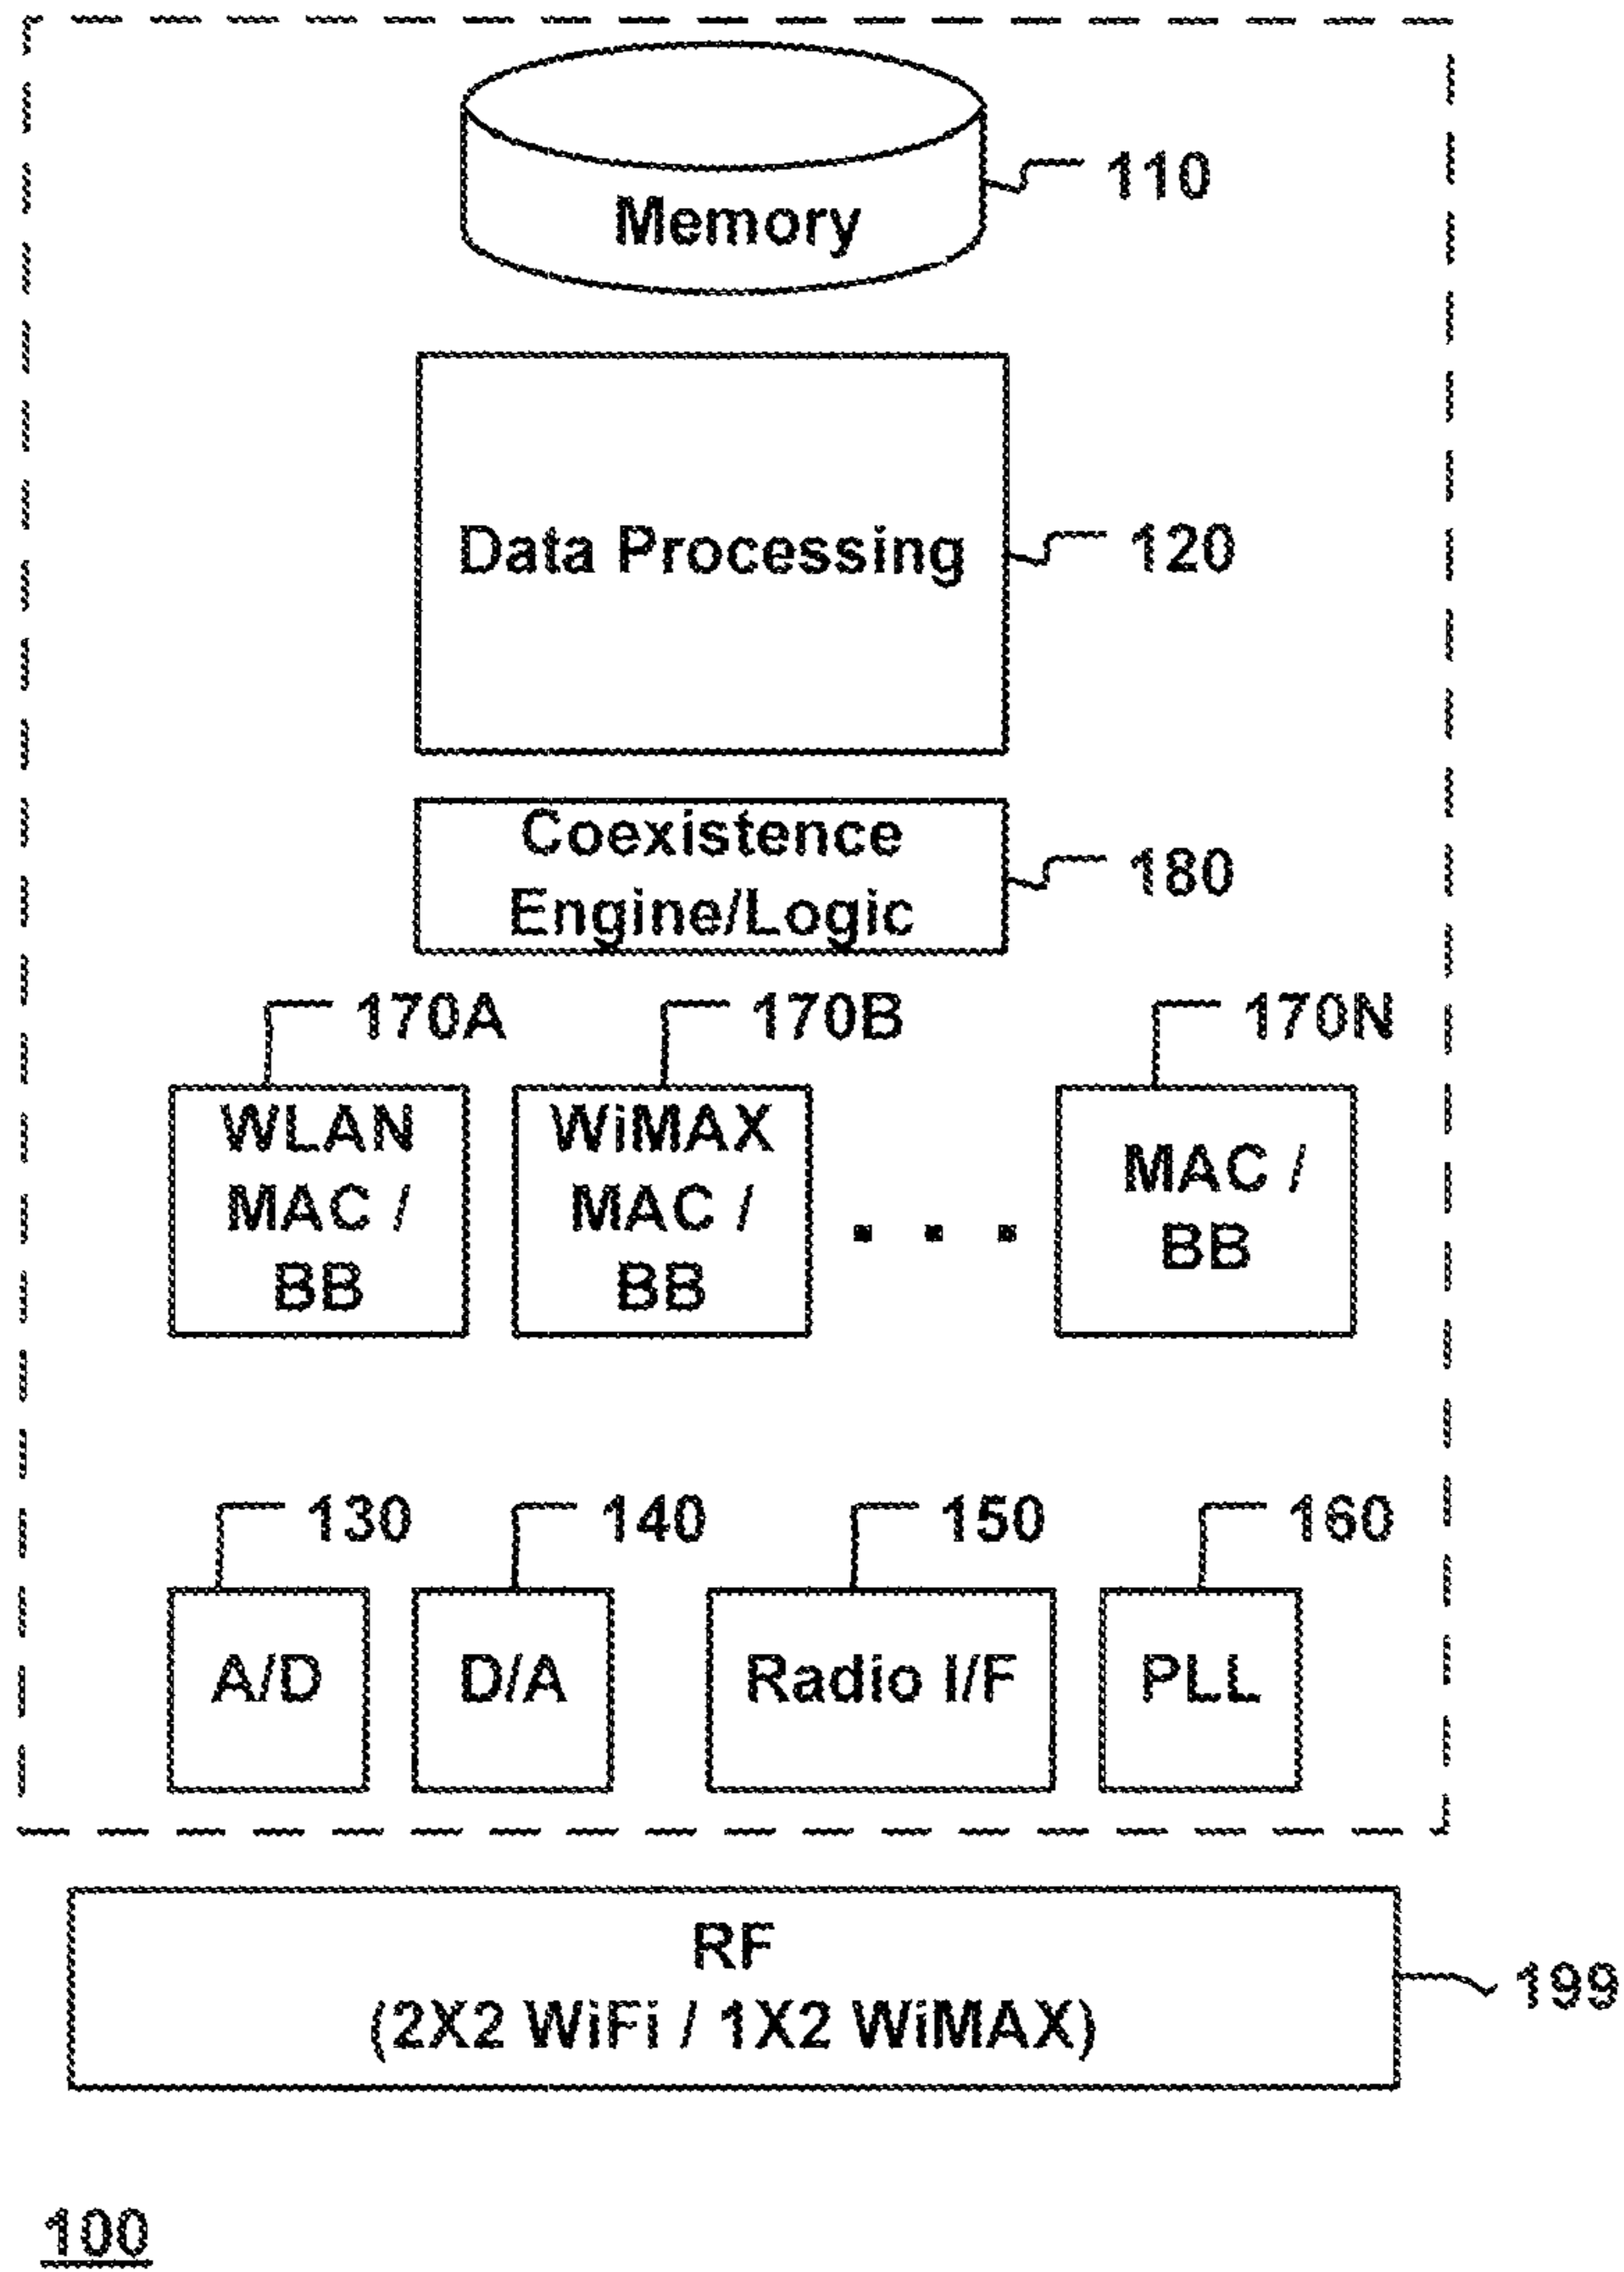 Memory
110
Data Processing
120
Coexistence
Engine/Logic
180
170A
170B
170N
WLAN
MAC /
BB
WiMAX
MAC /
BB
. . .
MAC /
BB
130
140
150
160
A/D
D/A
Radio I/F
PLL
RF
(2X2 WiFi / 1X2 WiMAX)
199
100